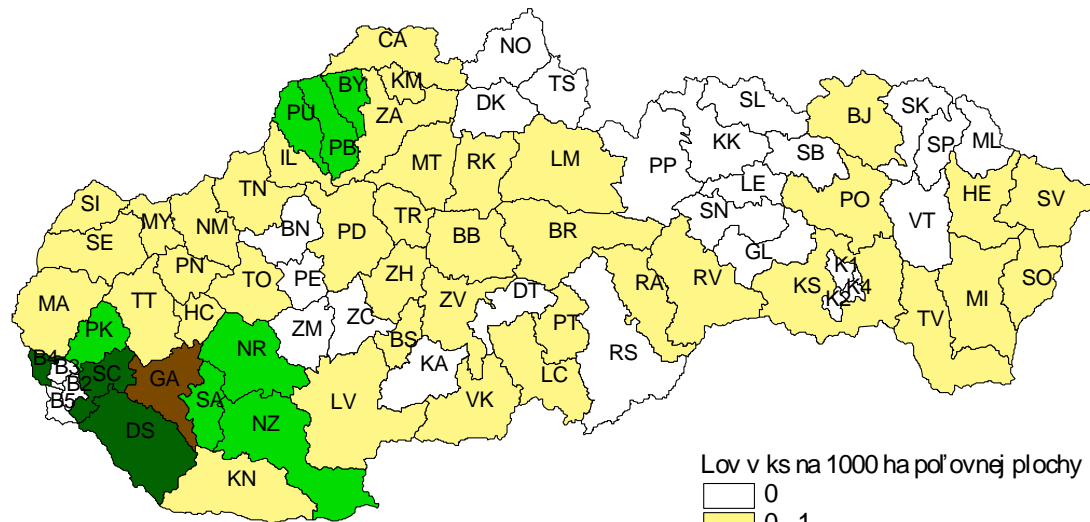 CA
NO
BY
KM
TS
PU
ZA
DK
SL
SK
BJ
PB
KK
SP
ML
IL
MT
RK
LM
PP
SB
TN
LE
HE
SV
SI
MY
NM
BN
PD
TR
SN
PO
VT
SE
BB
BR
GL
PN
TO
PE
ZH
K1
SO
MA
TT
HC
ZV
DT
RA
RV
KS
K2
K4
MI
PK
ZM
ZC
BS
PT
TV
B4
B3
SC
GA
NR
KA
RS
B2
B5
SA
LV
VK
LC
DS
NZ
KN
Lov v ks na 1000 ha poľovnej plochy
0
0 - 1